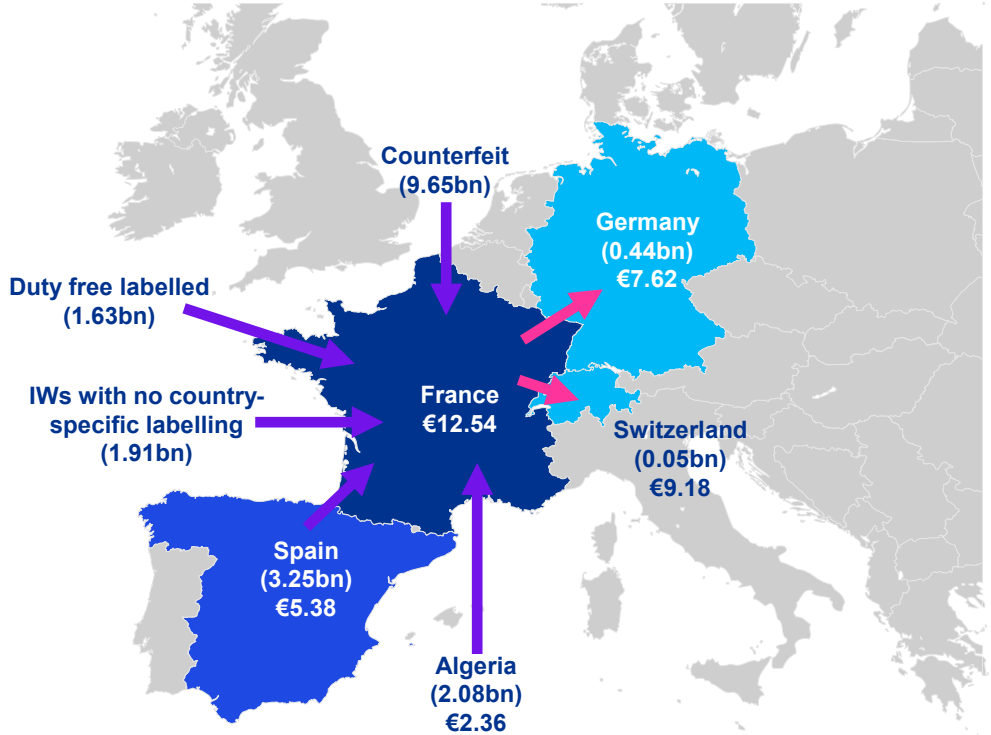 Counterfeit
(9.65bn)
Germany
(0.44bn)
€7.62
Duty free labelled
(1.63bn)
IWs with no country-
specific labelling
(1.91bn)
France
€12.54
Switzerland
(0.05bn)
€9.18
Spain
(3.25bn)
€5.38
Algeria
(2.08bn)
€2.36